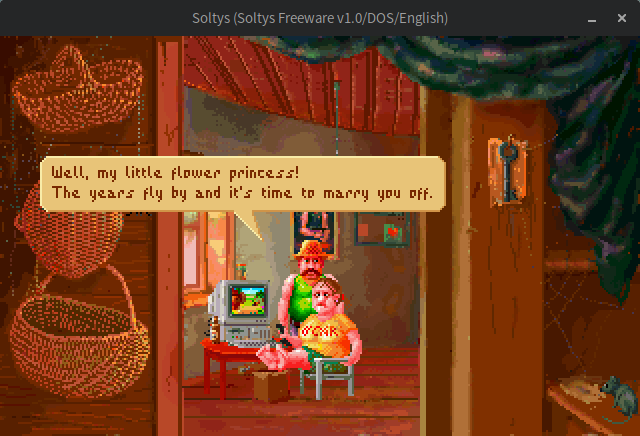 Soltys (Soltys Freeware v1.0/DOS/English)
Well, my little flower princess!
The years fly by and it's time to marry you off.